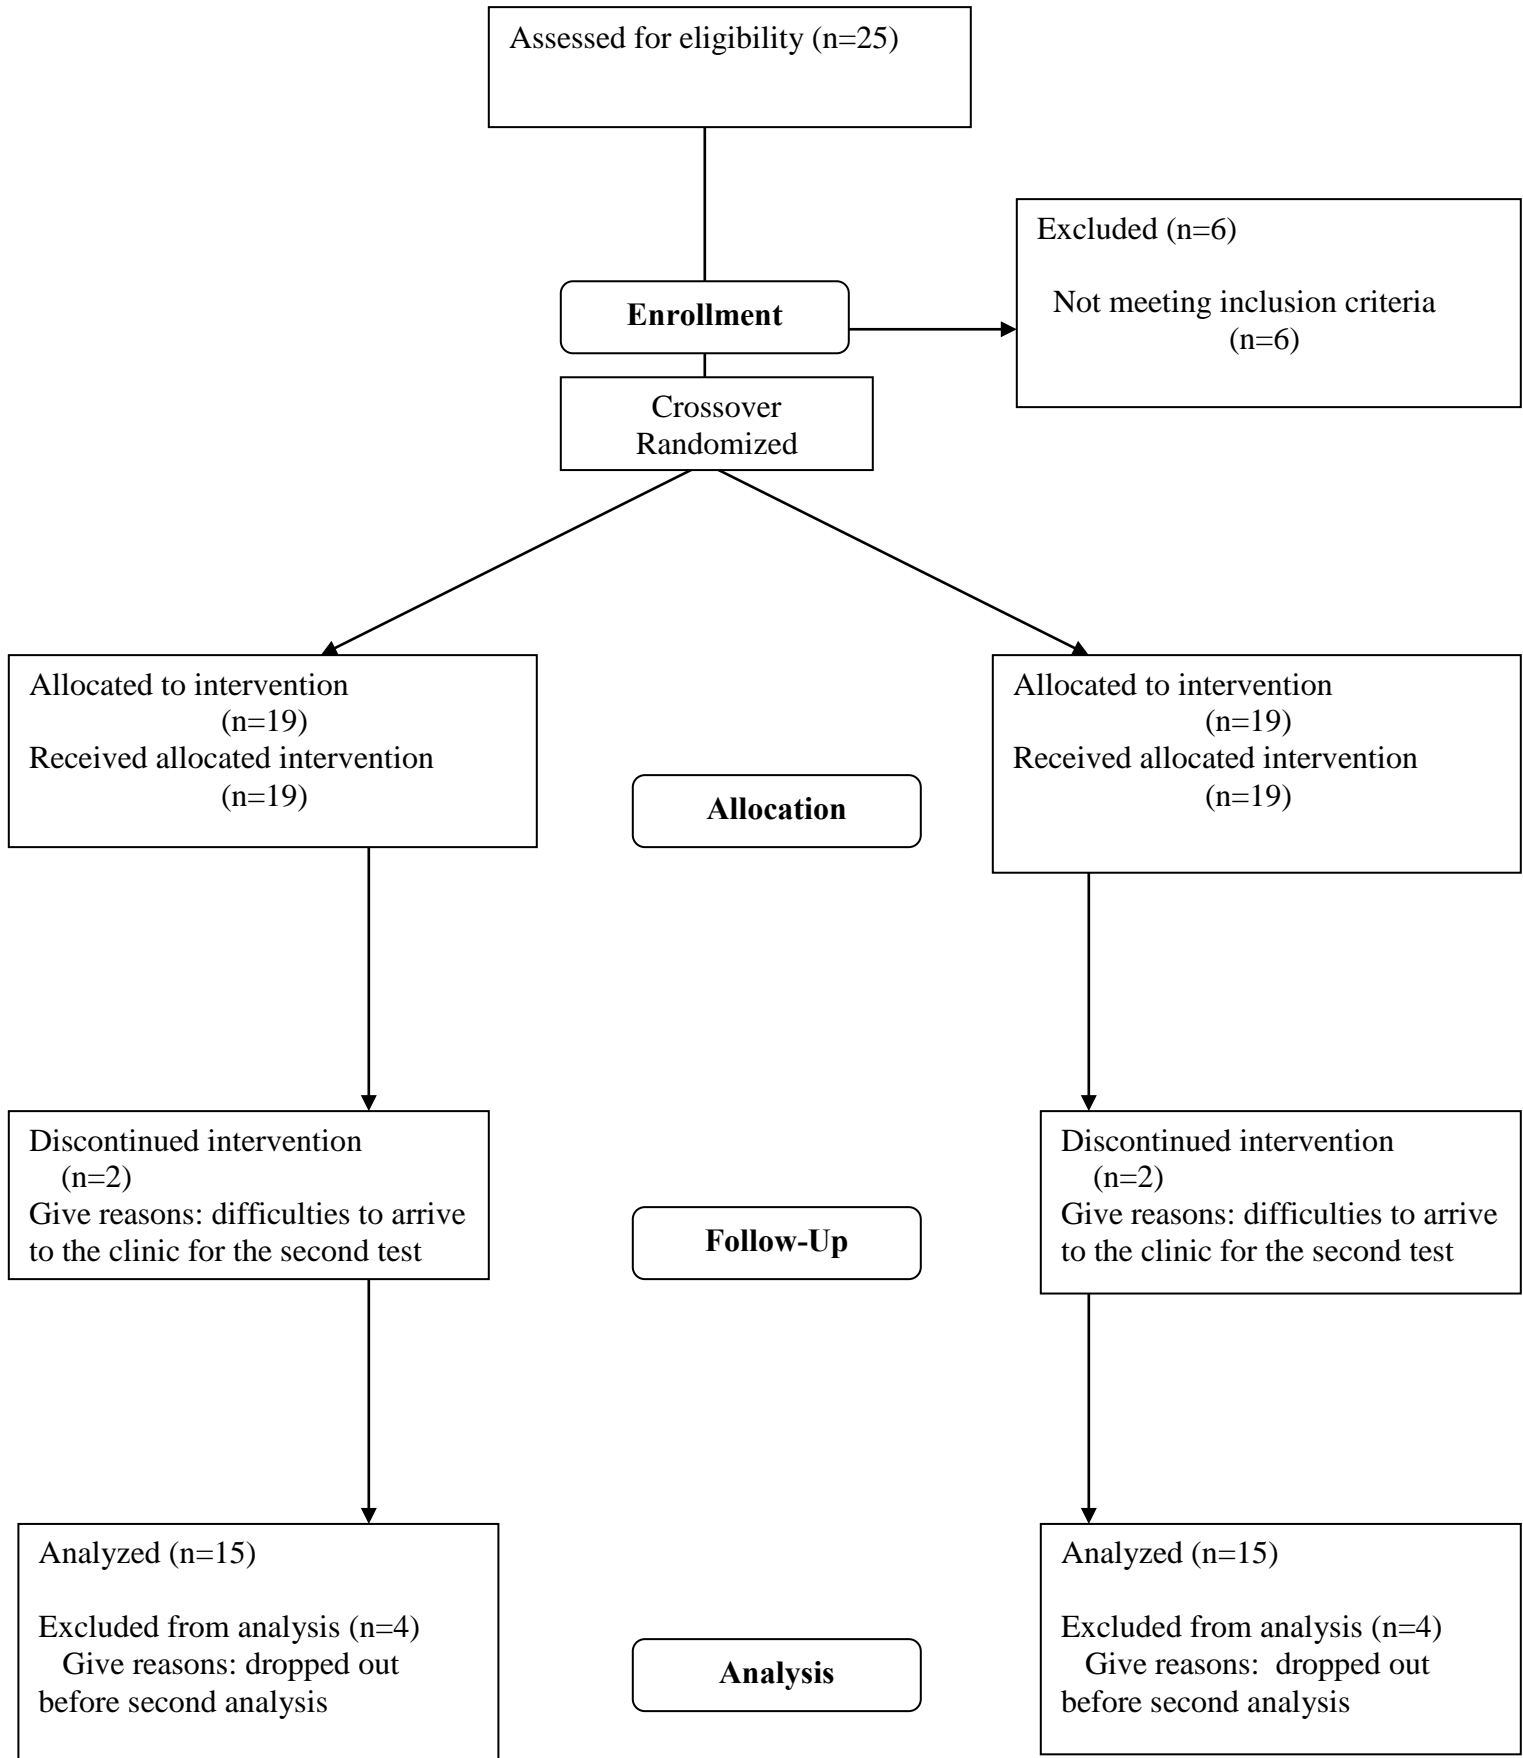 Assessed for eligibility (n=25)
Excluded (n=6)
Not meeting inclusion criteria
(n=6)
Enrollment
Crossover
Randomized
Allocated to intervention
(n=19)
Received allocated intervention
(n=19)
Allocated to intervention
(n=19)
Received allocated intervention
(n=19)
Allocation
Discontinued intervention
(n=2)
Give reasons: difficulties to arrive
to the clinic for the second test
Discontinued intervention
(n=2)
Give reasons: difficulties to arrive
to the clinic for the second test
Follow-Up
Analyzed (n=15)
Excluded from analysis (n=4)
Give reasons: dropped out
before second analysis
Analyzed (n=15)
Excluded from analysis (n=4)
Give reasons:  dropped out
before second analysis
Analysis